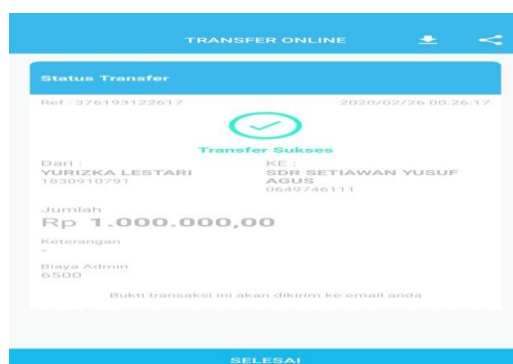 TRANSFER ONLINE
Status Transfer
Ref : 376193122617 2020/02/26 00:26:17
Transfer Sukses
Dari : KE :
YURIZKA LESTARI SDR SETIAWAN YUSUF
AGUS
1830910791 0649746111
Jumlah
Rp 1.000.000,00
Keterangan
-
Biaya Admin
6500
Bukti transaksi ini akan dikirim ke email anda
SELESAI